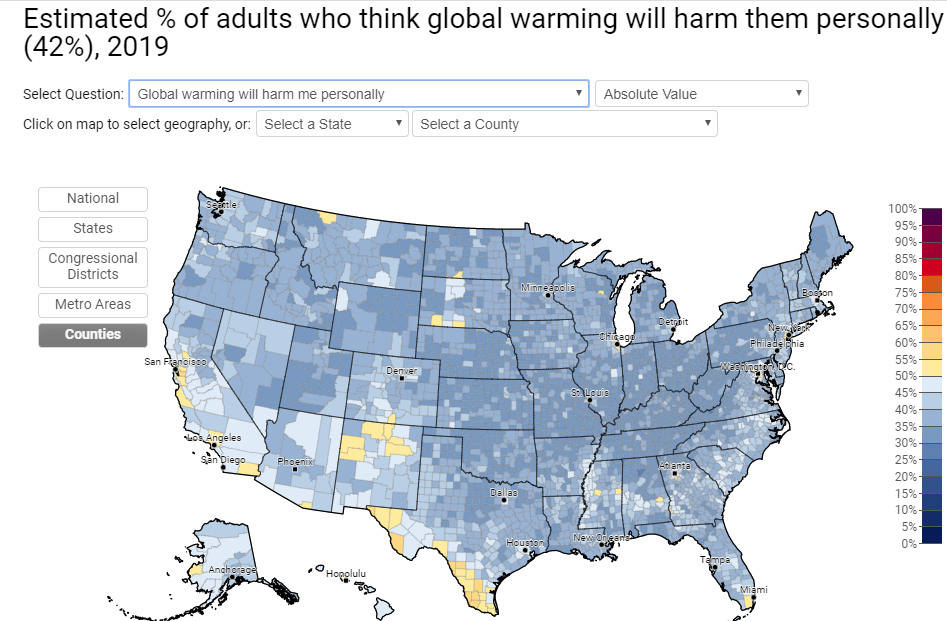 Estimated % of adults who think global warming will harm them personally
(42%), 2019
Select Question: Global warming will harm me personally Absolute Value
Click on map to select geography, or: Select a State Select a County
National
States
Congressional
Districts
Metro Areas
Counties
Seattle
Minneapolis
Boston
Detroit
Chicago
New York
Philadelphia
San Francisco
Denver
Washington, D.C.
St. Louis
Los Angeles
San Diego
Phoenix
Atlanta
Dallas
Houston
New Orleans
Tampa
Anchorage
Honolulu
Miami
100%
95%
90%
85%
80%
75%
70%
65%
60%
55%
50%
45%
40%
35%
30%
25%
20%
15%
10%
5%
0%